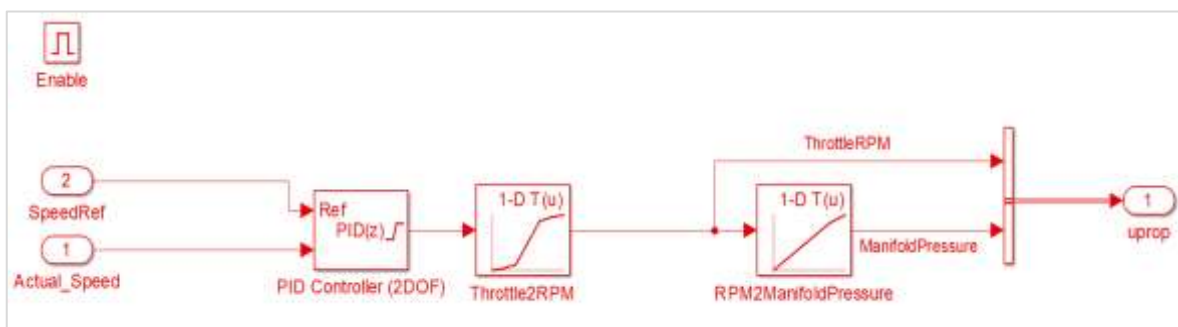 Enable
ThrottleRPM
2
SpeedRef
Ref
PID(z)
1-D T(u)
1-D T(u)
1
uprop
1
Actual_Speed
ManifoldPressure
PID Controller (2DOF)
Throttle2RPM
RPM2ManifoldPressure